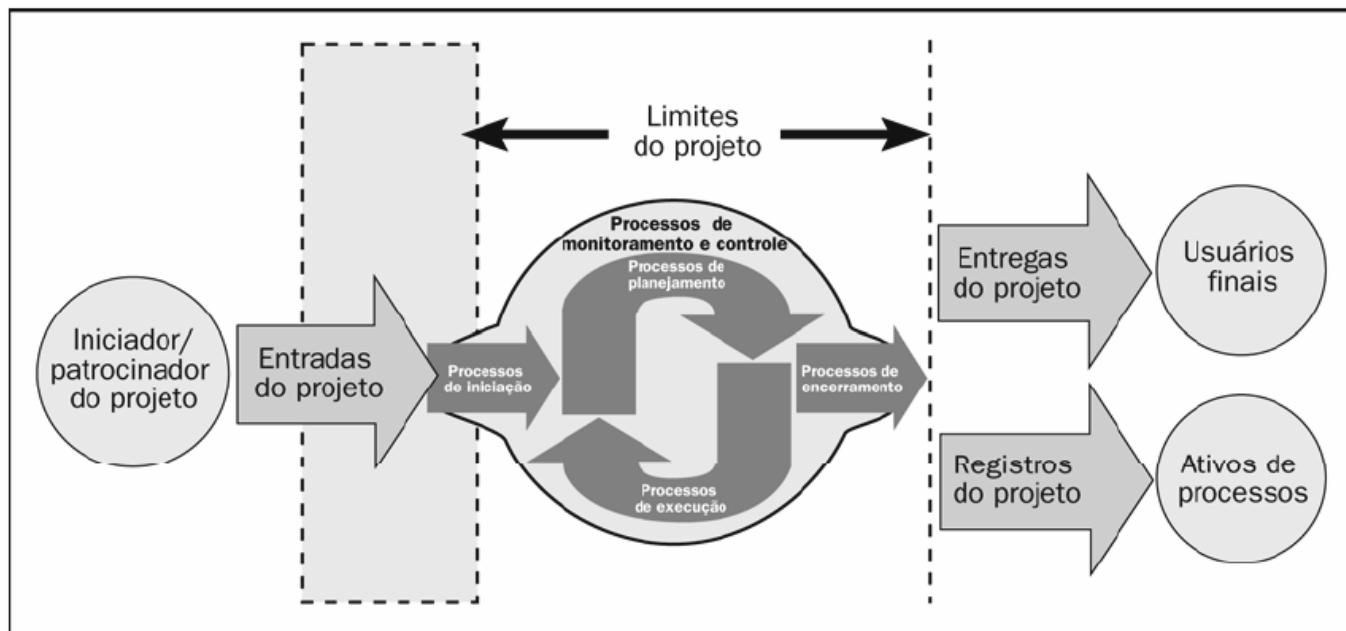 Limites
do projeto
Iniciador/
patrocinador
do projeto
Entradas
do projeto
Processos
de iniciação
Processos de
monitoramento e controle
Processos de
planejamento
Processos
de execução
Processos de
encerramento
Entregas
do projeto
Usuários
finais
Registros
do projeto
Ativos de
processos